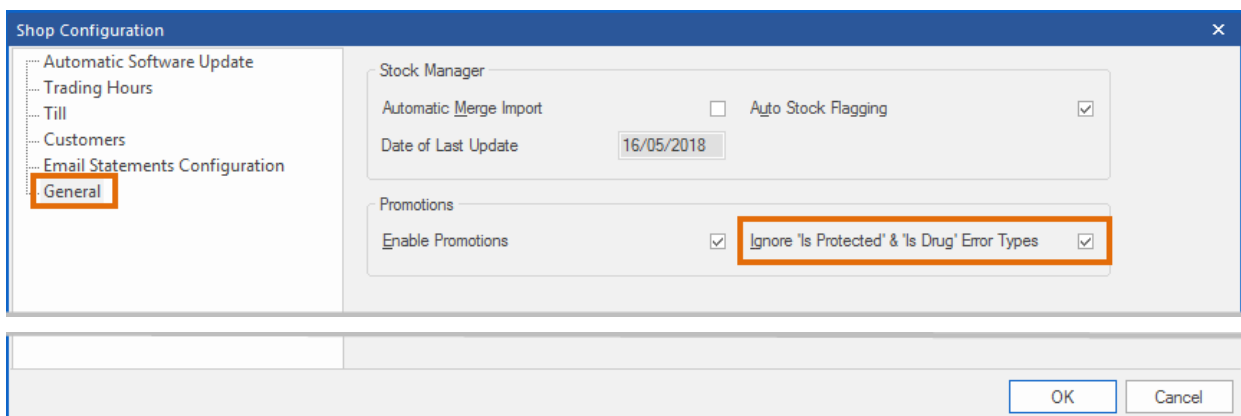 Shop Configuration
Automatic Software Update
Trading Hours
Till
Customers
Email Statements Configuration
General
Stock Manager
Automatic Merge Import
Auto Stock Flagging
Date of Last Update
16/05/2018
Promotions
Enable Promotions
Ignore 'Is Protected' & 'Is Drug' Error Types
OK
Cancel